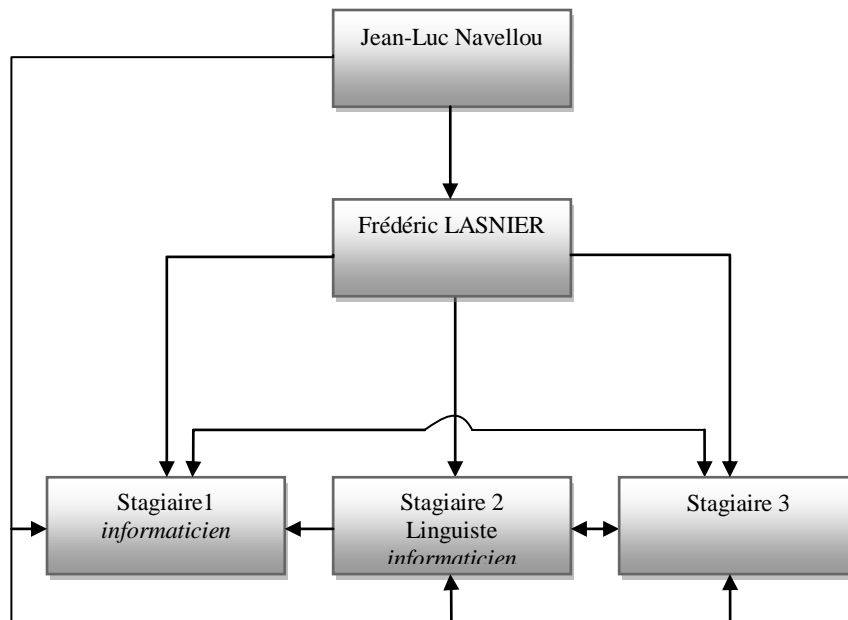 Jean-Luc Navellou
Frédéric LASNIER
Stagiaire1
informaticien
Stagiaire 2
Linguiste
informaticien
Stagiaire 3